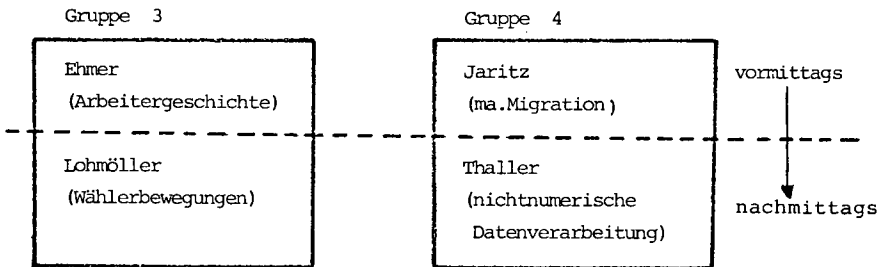 Gruppe 3
Gruppe 4
Ehmer
(Arbeitergeschichte)
Jaritz
(ma.Migration)
vormittags
Lohmöller
(Wählerbewegungen)
Thaller
(nichtnumerische
Datenverarbeitung)
nachmittags